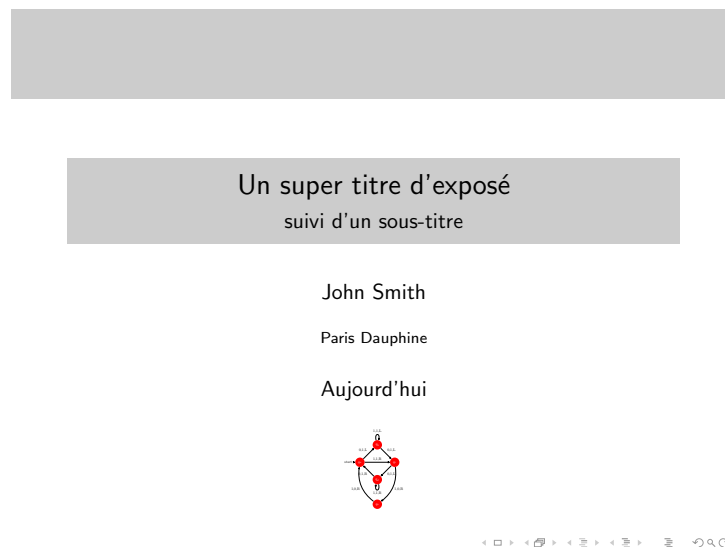 Un super titre d'exposé
suivi d'un sous-titre
John Smith
Paris Dauphine
Aujourd'hui